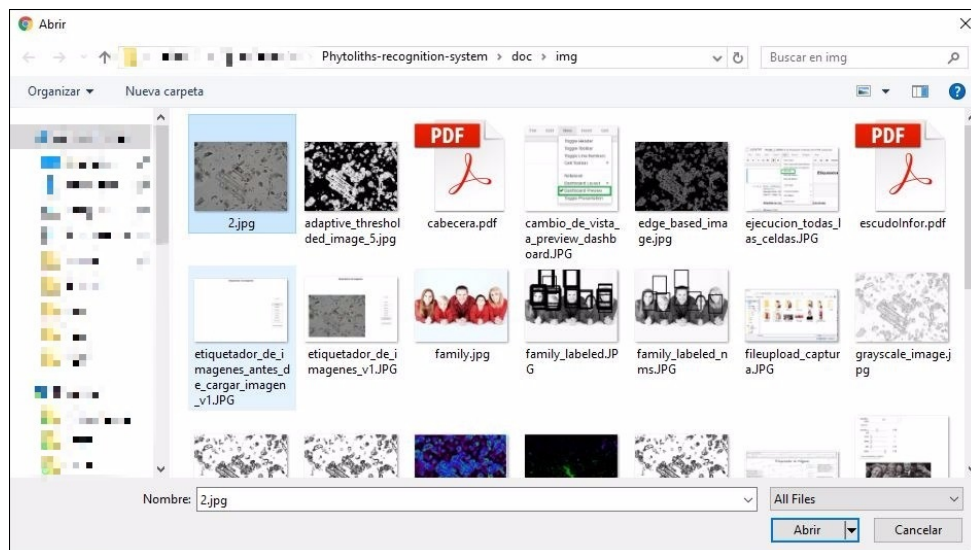 Abrir
Phytoliths-recognition-system > doc > img
Buscar en img
Organizar
Nueva carpeta
PDF
PDF
2.jpg
adaptive_threshol
ded_image_5.jpg
cabecera.pdf
cambio_de_vista_
a_preview_dashb
oard.JPG
edge_based_ima
ge.jpg
ejecucion_todas_l
as_celdas.JPG
escudoInfor.pdf
etiquetador_de_i
magenes_antes_d
e_cargar_imagen
_v1.JPG
etiquetador_de_i
magenes_v1.JPG
family.jpg
family_labeled.JP
G
family_labeled_n
ms.JPG
fileupload_captur
a.JPG
grayscale_image.j
pg
Nombre: 2.jpg
All Files
Abrir
Cancelar